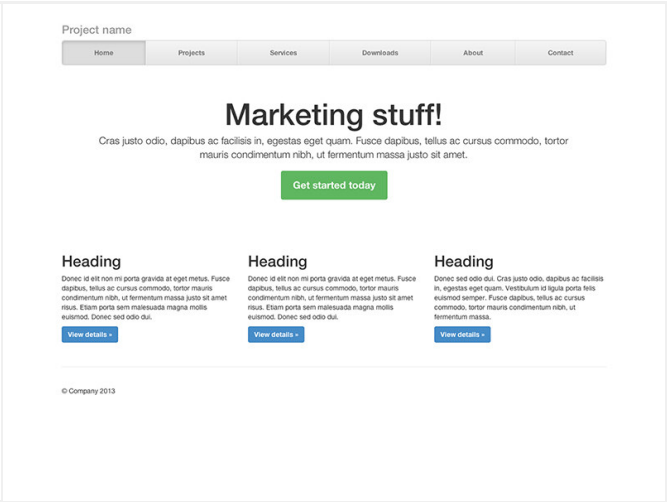 Project name
Home Projects Services Downloads About Contact
Marketing stuff!
Cras justo odio, dapibus ac facilisis in, egestas eget quam. Fusce dapibus, tellus ac cursus commodo, tortor
mauris condimentum nibh, ut fermentum massa justo sit amet.
Get started today
Heading
Donec id elit non mi porta gravida at eget metus. Fusce
dapibus, tellus ac cursus commodo, tortor mauris
condimentum nibh, ut fermentum massa justo sit amet
risus. Etiam porta sem malesuada magna mollis
euismod. Donec sed odio dui.
View details »
Heading
Donec id elit non mi porta gravida at eget metus. Fusce
dapibus, tellus ac cursus commodo, tortor mauris
condimentum nibh, ut fermentum massa justo sit amet
risus. Etiam porta sem malesuada magna mollis
euismod. Donec sed odio dui.
View details »
Heading
Donec sed odio dui. Cras justo odio, dapibus ac facilisis
in, egestas eget quam. Vestibulum id ligula porta felis
euismod semper. Fusce dapibus, tellus ac cursus
commodo, tortor mauris condimentum nibh, ut
fermentum massa.
View details »
© Company 2013